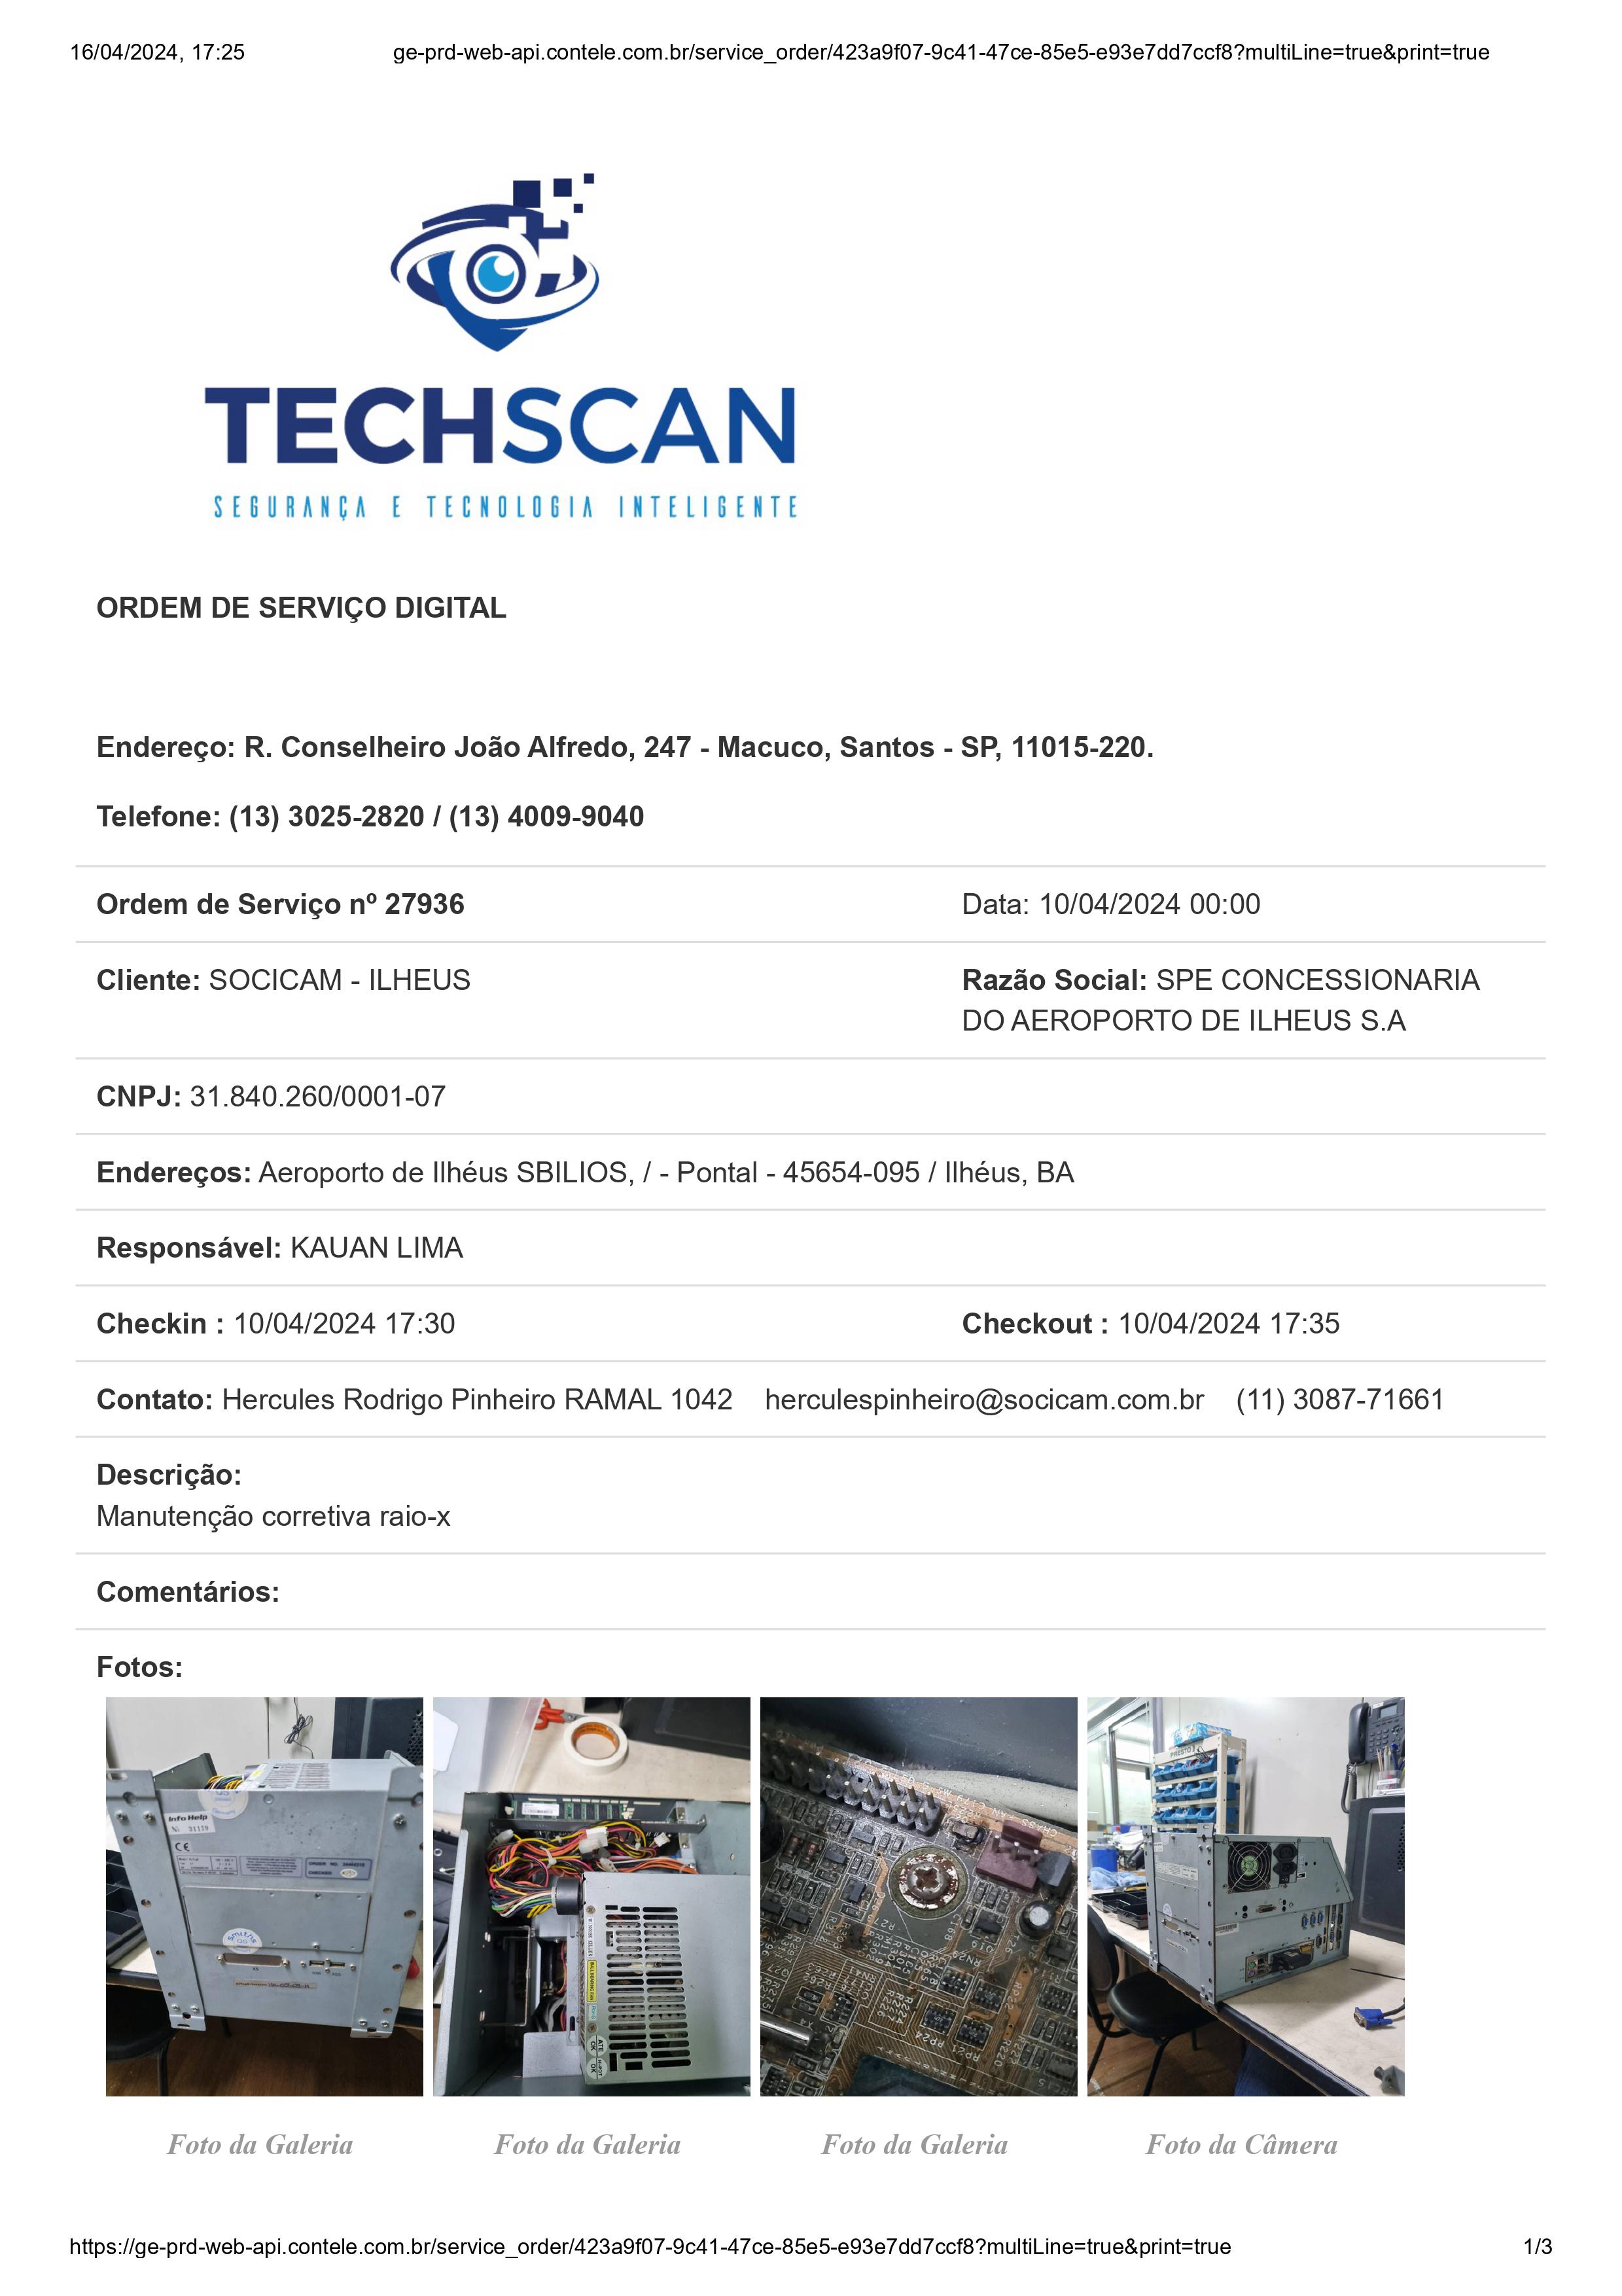 16/04/2024, 17:25 ge-prd-web-api.contele.com.br/service_order/423a9f07-9c41-47ce-85e5-e93e7dd7ccf8?multiLine=true&print=true
TECHSCAN
SEGURANÇA E TECNOLOGIA INTELIGENTE
ORDEM DE SERVIÇO DIGITAL
Endereço: R. Conselheiro João Alfredo, 247 - Macuco, Santos - SP, 11015-220.
Telefone: (13) 3025-2820 / (13) 4009-9040
Ordem de Serviço nº 27936 Data: 10/04/2024 00:00
Cliente: SOCICAM - ILHEUS Razão Social: SPE CONCESSIONARIA
DO AEROPORTO DE ILHEUS S.A
CNPJ: 31.840.260/0001-07
Endereços: Aeroporto de Ilhéus SBILIOS, / - Pontal - 45654-095 / Ilhéus, BA
Responsável: KAUAN LIMA
Checkin : 10/04/2024 17:30 Checkout : 10/04/2024 17:35
Contato: Hercules Rodrigo Pinheiro RAMAL 1042 herculespinheiro@socicam.com.br (11) 3087-71661
Descrição:
Manutenção corretiva raio-x
Comentários:
Fotos:
Info Help
CE
RP24
RP21
Foto da Galeria Foto da Galeria Foto da Galeria Foto da Câmera
https://ge-prd-web-api.contele.com.br/service_order/423a9f07-9c41-47ce-85e5-e93e7dd7ccf8?multiLine=true&print=true 1/3